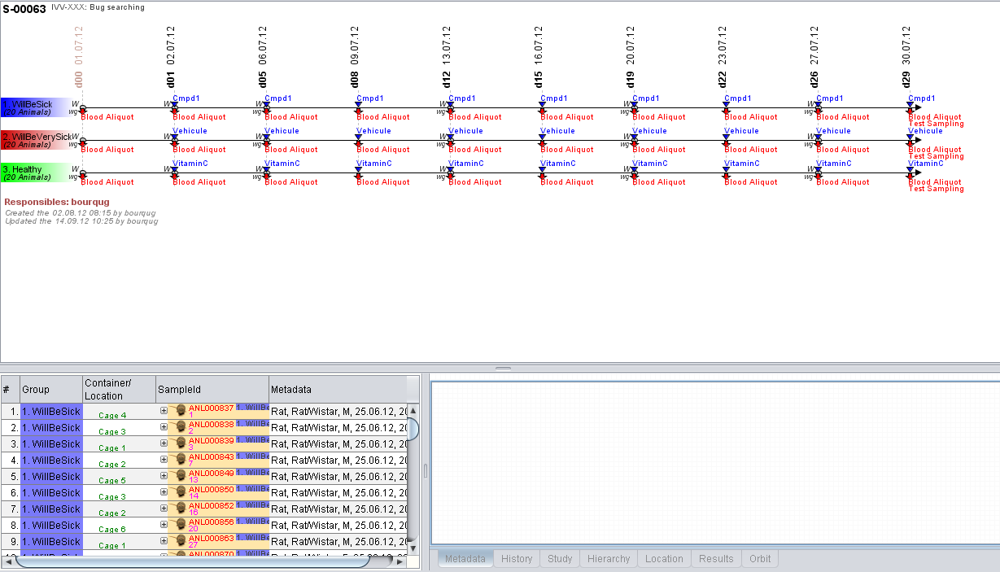 S-00063 IVV-XXX: Bug searching
d00 01.07.12 d01 02.07.12 d05 06.07.12 d08 09.07.12 d12 13.07.12 d15 16.07.12 d19 20.07.12 d22 23.07.12 d26 27.07.12 d29 30.07.12
Cmpd1 Cmpd1 Cmpd1 Cmpd1 Cmpd1 Cmpd1 Cmpd1 Cmpd1 Cmpd1
1. WillBeSick W W W W W W
(20 Animals) wg wg wg wg wg
Blood Aliquot Blood Aliquot Blood Aliquot Blood Aliquot Blood Aliquot Blood Aliquot Blood Aliquot Blood Aliquot Blood Aliquot Blood Aliquot
Test Sampling
Vehicule Vehicule Vehicule Vehicule Vehicule Vehicule Vehicule Vehicule Vehicule
2. WillBeVerySick W W W W W W
(20 Animals) wg wg wg wg wg
Blood Aliquot Blood Aliquot Blood Aliquot Blood Aliquot Blood Aliquot Blood Aliquot Blood Aliquot Blood Aliquot Blood Aliquot Blood Aliquot
Test Sampling
VitaminC VitaminC VitaminC VitaminC VitaminC VitaminC VitaminC VitaminC VitaminC
3. Healthy W W W W W W
(20 Animals) wg wg wg wg wg
Blood Aliquot Blood Aliquot Blood Aliquot Blood Aliquot Blood Aliquot Blood Aliquot Blood Aliquot Blood Aliquot Blood Aliquot Blood Aliquot
Test Sampling
Responsibles: bourqug
Created the 02.08.12 08:15 by bourqug
Updated the 14.09.12 10:25 by bourqug
# Group Container/ Location SampleId Metadata
1. 1. WillBeSick Cage 4 ANL000837 1. WillBe 1 Rat, Rat/Wistar, M, 25.06.12, 20
2. 1. WillBeSick Cage 3 ANL000838 1. WillBe 2 Rat, Rat/Wistar, M, 25.06.12, 20
3. 1. WillBeSick Cage 1 ANL000839 1. WillBe 3 Rat, Rat/Wistar, M, 25.06.12, 20
4. 1. WillBeSick Cage 2 ANL000843 1. WillBe 7 Rat, Rat/Wistar, M, 25.06.12, 20
5. 1. WillBeSick Cage 5 ANL000849 1. WillBe 13 Rat, Rat/Wistar, M, 25.06.12, 20
6. 1. WillBeSick Cage 3 ANL000850 1. WillBe 14 Rat, Rat/Wistar, M, 25.06.12, 20
7. 1. WillBeSick Cage 2 ANL000852 1. WillBe 16 Rat, Rat/Wistar, M, 25.06.12, 20
8. 1. WillBeSick Cage 6 ANL000856 1. WillBe 20 Rat, Rat/Wistar, M, 25.06.12, 20
9. 1. WillBeSick Cage 1 ANL000863 1. WillBe 27 Rat, Rat/Wistar, M, 25.06.12, 20
ANL000870
Metadata History Study Hierarchy Location Results Orbit